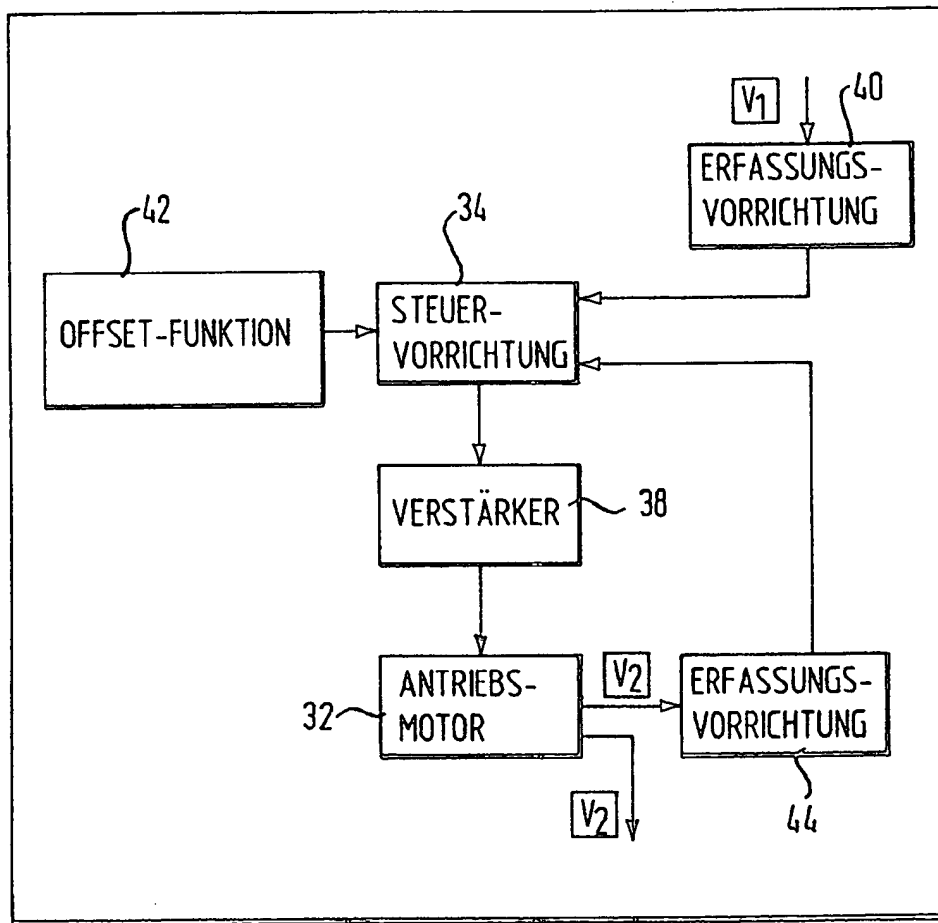 V1
40
ERFASSUNGS-
VORRICHTUNG
42
34
OFFSET-FUNKTION
STEUER-
VORRICHTUNG
VERSTÄRKER
38
ANTRIEBS-
MOTOR
32
V2
ERFASSUNGS-
VORRICHTUNG
V2
44